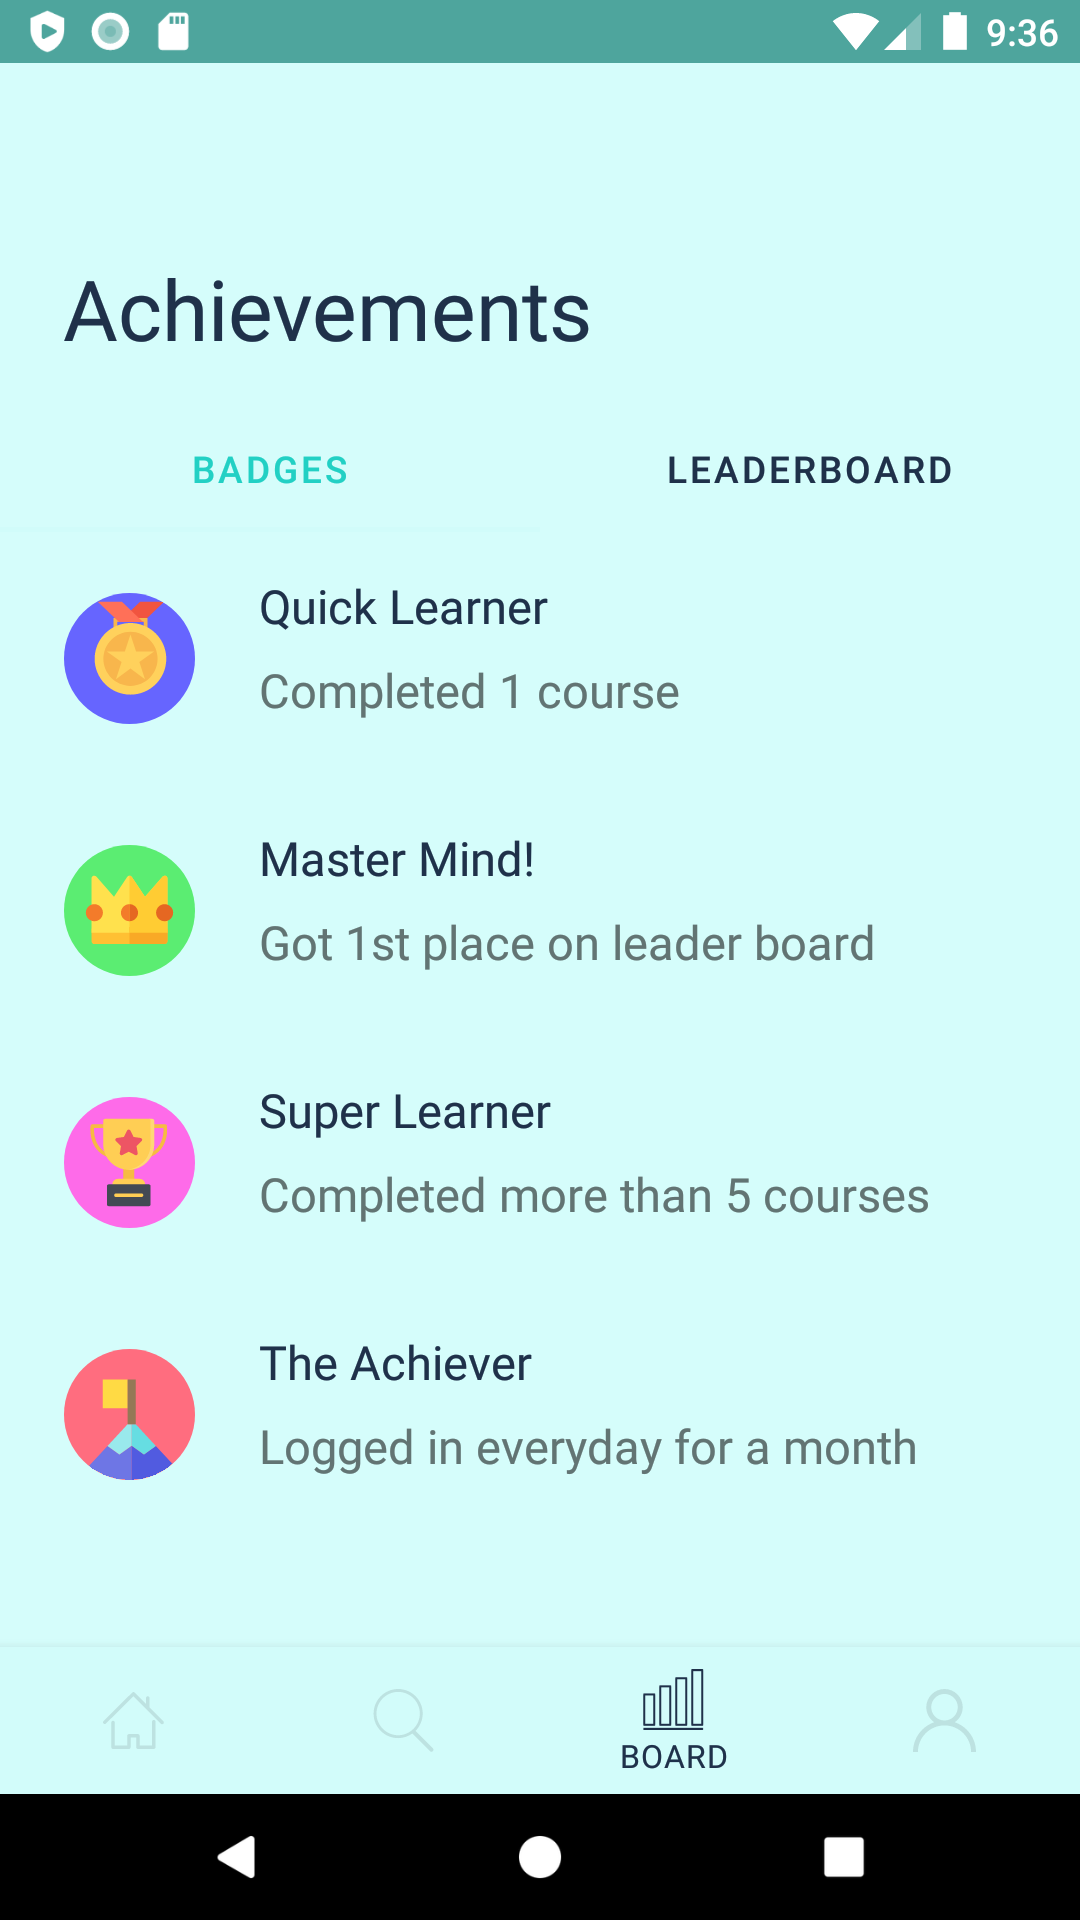 9:36
Achievements
BADGES
LEADERBOARD
Quick Learner
Completed 1 course
Master Mind!
Got 1st place on leader board
Super Learner
Completed more than 5 courses
The Achiever
Logged in everyday for a month
BOARD